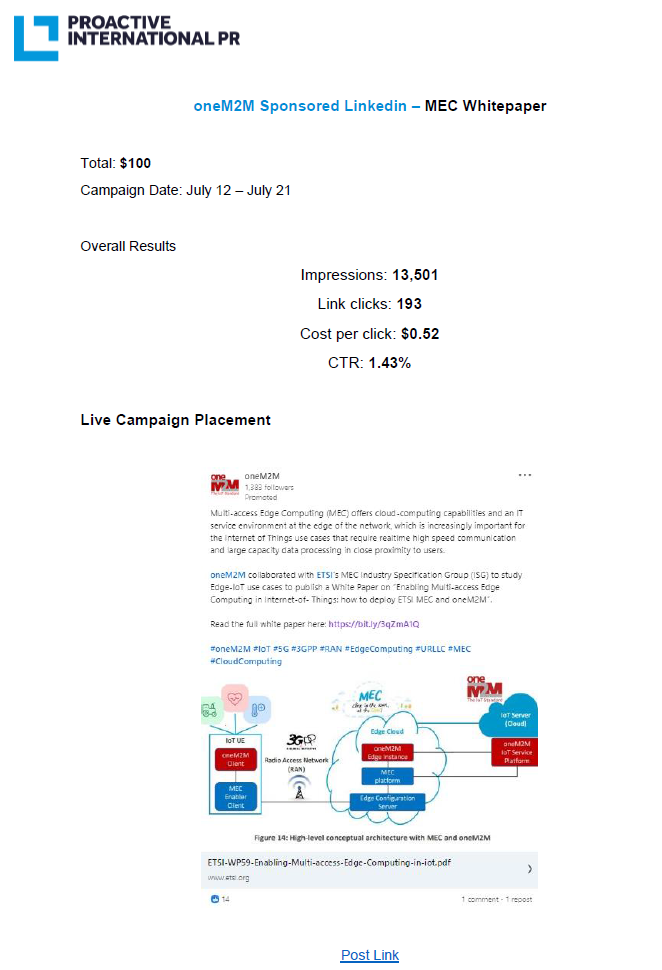 PROACTIVE
INTERNATIONAL PR
oneM2M Sponsored Linkedin – MEC Whitepaper
Total: $100
Campaign Date: July 12 – July 21
Overall Results
Impressions: 13,501
Link clicks: 193
Cost per click: $0.52
CTR: 1.43%
Live Campaign Placement
one
M2M
The IoT Standard
oneM2M
followers
Promoted
Multi-access Edge Computing (MEC) offers cloud-computing capabilities and an IT
service environment at the edge of the network, which is increasingly important for
the Internet of Things use cases that require realtime high speed communication
and large capacity data processing in close proximity to users.
oneM2M collaborated with ETSI's MEC Industry Specification Group (ISG) to study
Edge-IoT use cases to publish a White Paper on "Enabling Multi-access Edge
Computing in Internet-of- Things: how to deploy ETSI MEC and oneM2M".
Read the full white paper here: https://bit.ly/3qZmA1Q
#oneM2M #IoT #5G #3GPP #RAN #EdgeComputing #URLLC #MEC
#CloudComputing
one
M2M
The IoT Standard
MEC
IoT Server
(Cloud)
Edge Cloud
IoT UE
3GPP
oneM2M
Client
oneM2M
Edge Instance
oneM2M
IoT Service
Platform
Radio Access Network
(RAN)
MEC
platform
MEC
Enabler
Client
Edge Configuration
Server
Figure 14: High-level conceptual architecture with MEC and oneM2M
ETSI-WP59-Enabling-Multi-access-Edge-Computing-in-iot.pdf
www.etsi.org
14
1 comment · 1 repost
Post Link